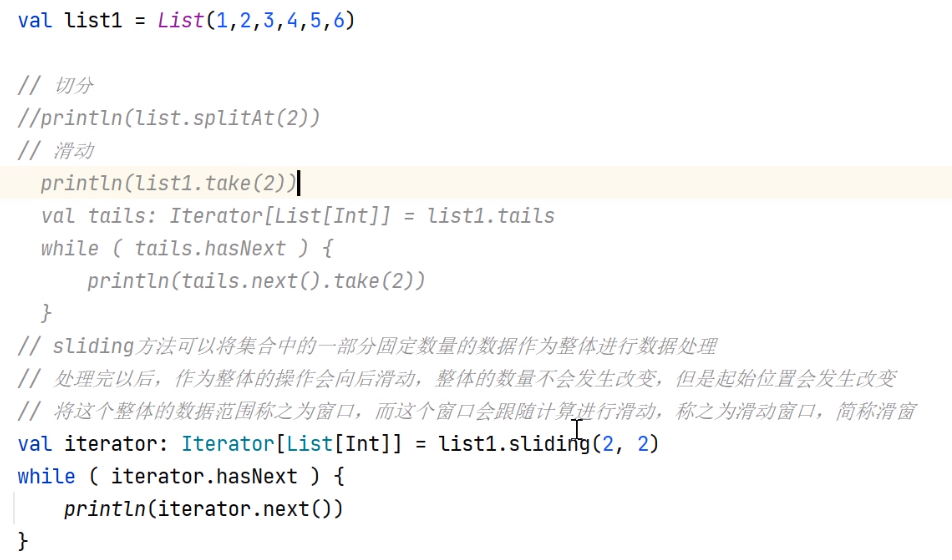 val list1 = List(1,2,3,4,5,6)
// 切分
//println(list.splitAt(2))
// 滑动
println(list1.take(2))
val tails: Iterator[List[Int]] = list1.tails
while ( tails.hasNext ) {
println(tails.next().take(2))
}
// sliding方法可以将集合中的一部分固定数量的数据作为整体进行数据处理
// 处理完以后，作为整体的操作会向后滑动，整体的数量不会发生改变，但是起始位置会发生改变
// 将这个整体的数据范围称之为窗口，而这个窗口会跟随计算进行滑动，称之为滑动窗口，简称滑窗
val iterator: Iterator[List[Int]] = list1.sliding(2, 2)
while ( iterator.hasNext ) {
println(iterator.next())
}